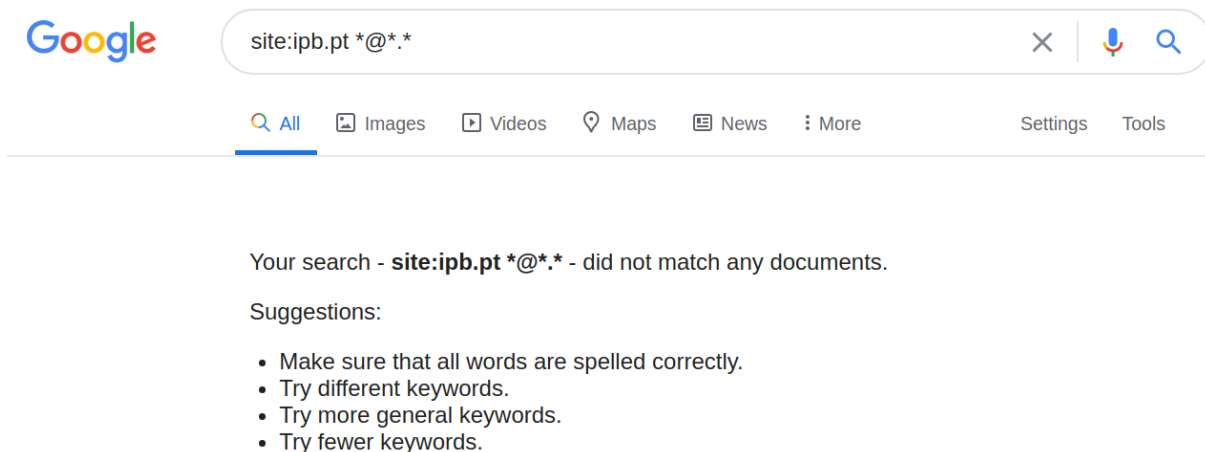 Google site:ipb.pt *@*.*
All Images Videos Maps News More Settings Tools
Your search - site:ipb.pt *@*.* - did not match any documents.
Suggestions:
• Make sure that all words are spelled correctly.
• Try different keywords.
• Try more general keywords.
• Try fewer keywords.